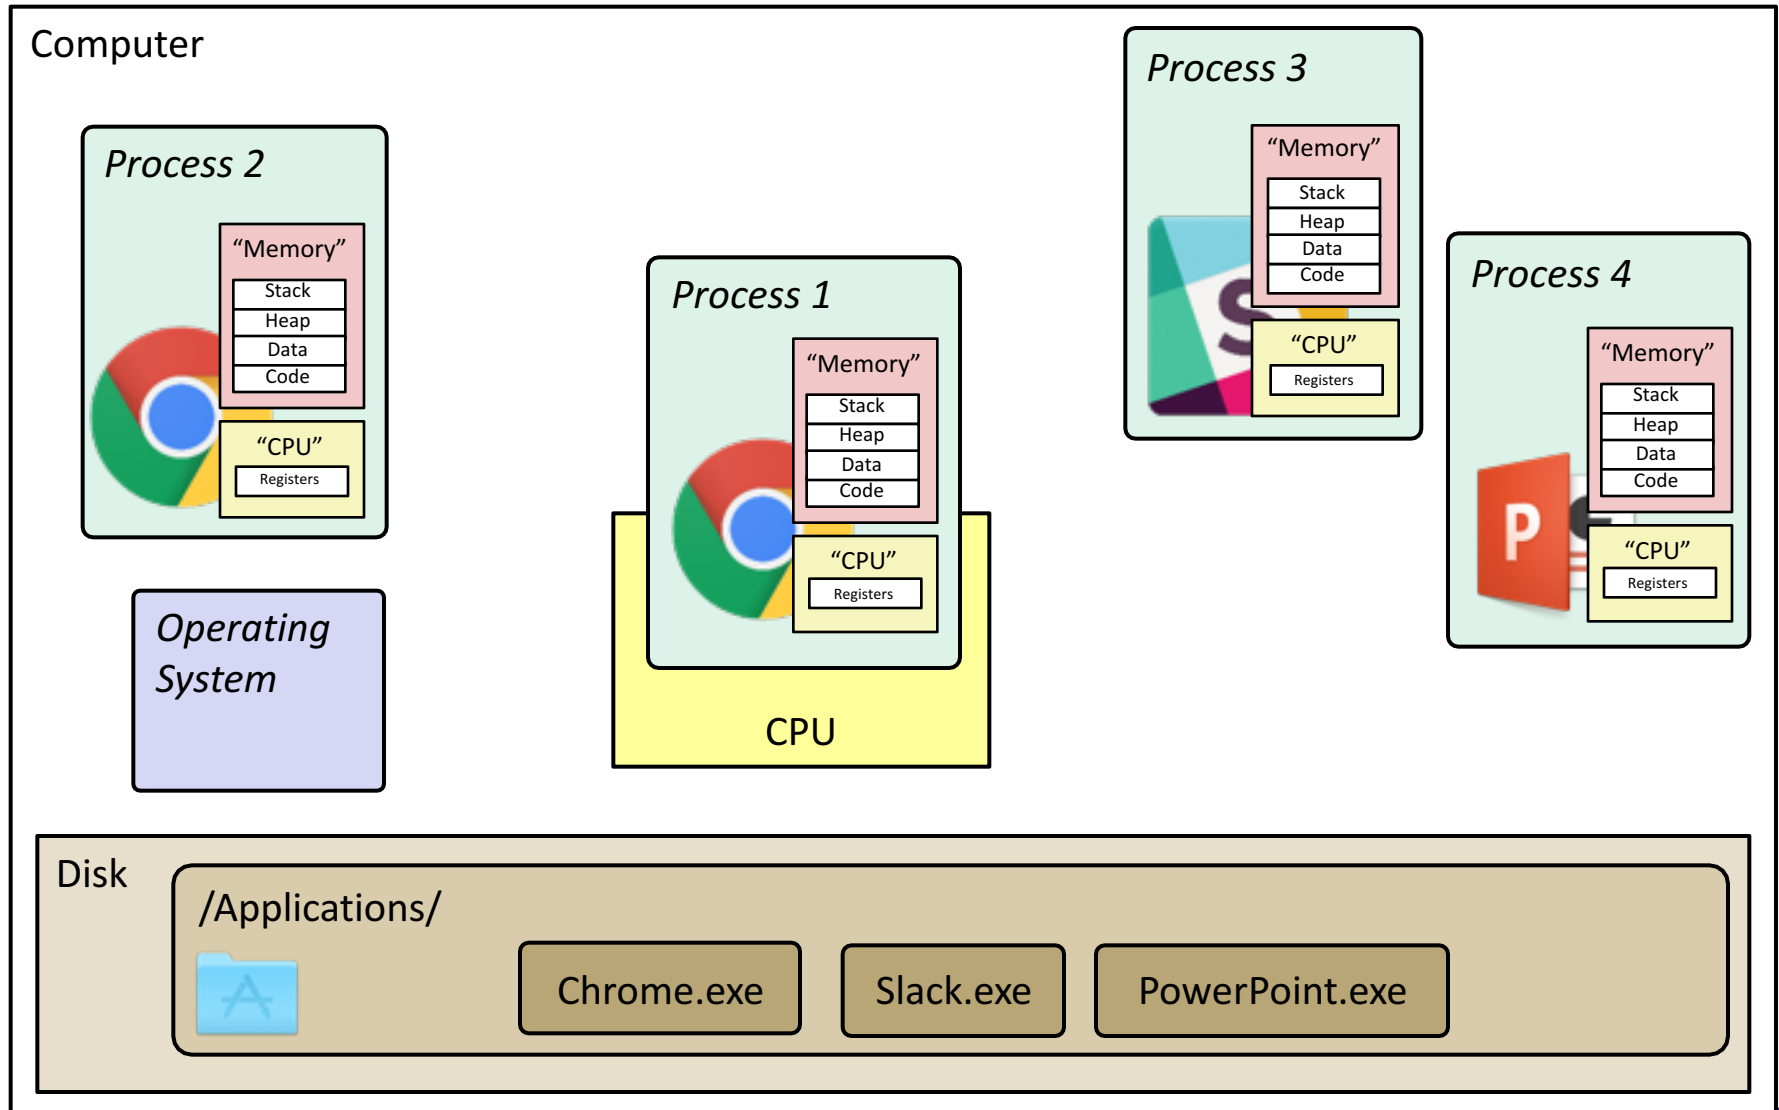 Computer
Process 2
“Memory”
Stack
Heap
Data
Code
“CPU”
Registers
Process 1
“Memory”
Stack
Heap
Data
Code
“CPU”
Registers
CPU
Process 3
“Memory”
Stack
Heap
Data
Code
S
“CPU”
Registers
Process 4
“Memory”
Stack
Heap
Data
Code
P
“CPU”
Registers
Operating
System
Disk
/Applications/
Chrome.exe
Slack.exe
PowerPoint.exe